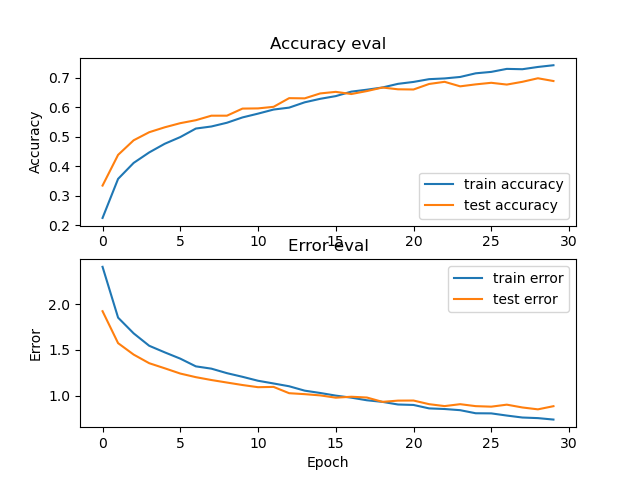 Accuracy eval
Accuracy
0.7
0.6
0.5
0.4
0.3
0.2
train accuracy
test accuracy
0 5 10 15 20 25 30
Error eval
Error
2.0
1.5
1.0
train error
test error
0 5 10 15 20 25 30
Epoch